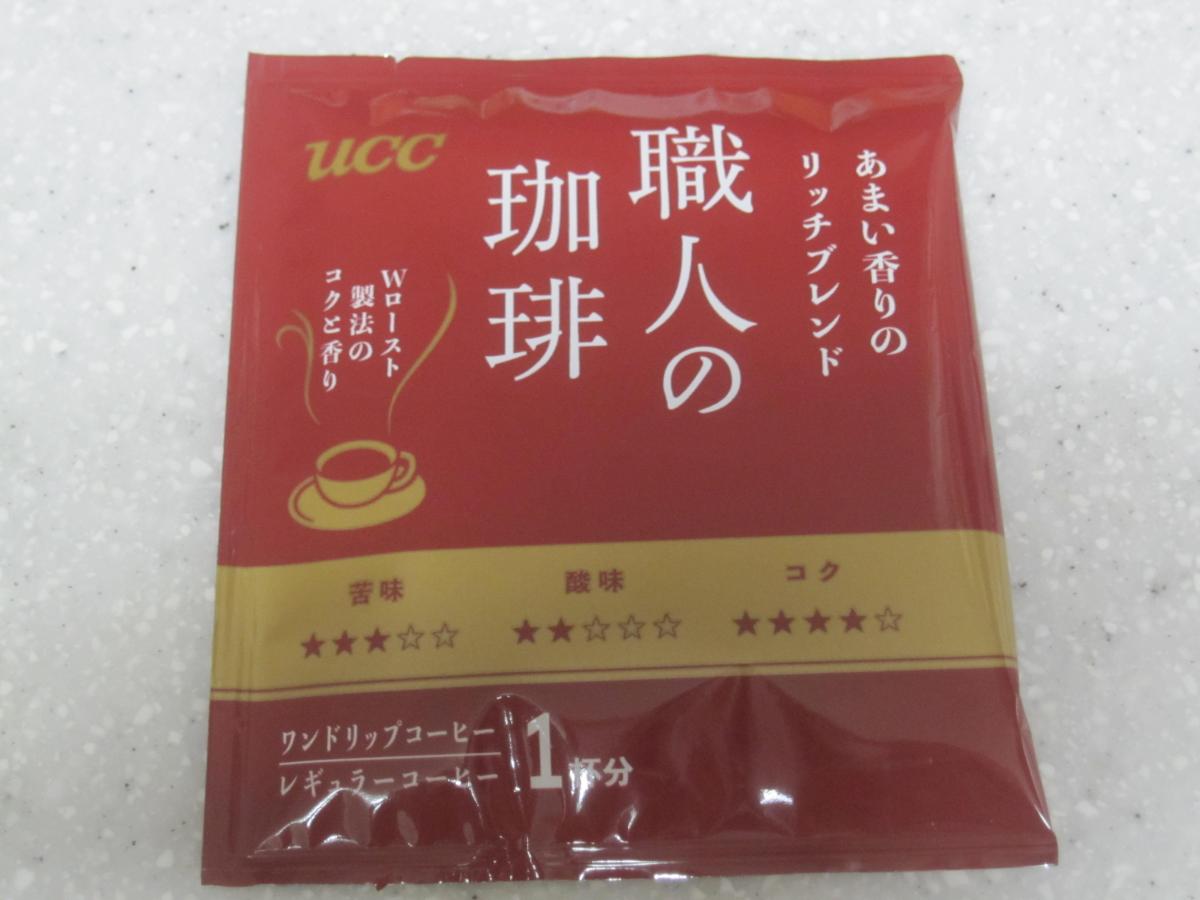 あまい香りの
リッチブレンド
職人の
珈琲
ucc
Wロースト
製法の
コクと香り
苦味
★★★☆☆
酸味
★★☆☆☆
コク
★★★★☆
ワンドリップコーヒー
レギュラーコーヒー
1杯分